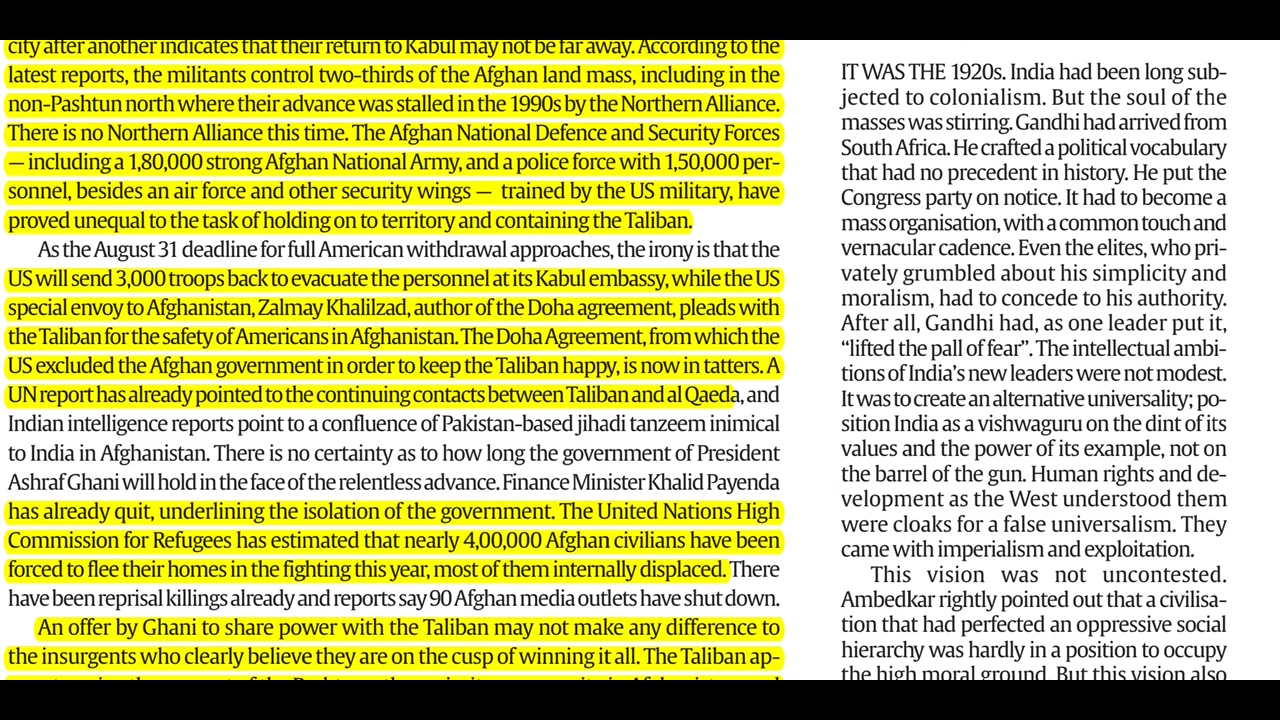 city after another indicates that their return to Kabul may not be far away. According to the
latest reports, the militants control two-thirds of the Afghan land mass, including in the
non-Pashtun north where their advance was stalled in the 1990s by the Northern Alliance.
There is no Northern Alliance this time. The Afghan National Defence and Security Forces
— including a 1,80,000 strong Afghan National Army, and a police force with 1,50,000 per-
sonnel, besides an air force and other security wings — trained by the US military, have
proved unequal to the task of holding on to territory and containing the Taliban.
As the August 31 deadline for full American withdrawal approaches, the irony is that the
US will send 3,000 troops back to evacuate the personnel at its Kabul embassy, while the US
special envoy to Afghanistan, Zalmay Khalilzad, author of the Doha agreement, pleads with
the Taliban for the safety of Americans in Afghanistan. The Doha Agreement, from which the
US excluded the Afghan government in order to keep the Taliban happy, is now in tatters. A
UN report has already pointed to the continuing contacts between Taliban and al Qaeda, and
Indian intelligence reports point to a confluence of Pakistan-based jihadi tanzeem inimical
to India in Afghanistan. There is no certainty as to how long the government of President
Ashraf Ghani will hold in the face of the relentless advance. Finance Minister Khalid Payenda
has already quit, underlining the isolation of the government. The United Nations High
Commission for Refugees has estimated that nearly 4,00,000 Afghan civilians have been
forced to flee their homes in the fighting this year, most of them internally displaced. There
have been reprisal killings already and reports say 90 Afghan media outlets have shut down.
An offer by Ghani to share power with the Taliban may not make any difference to
the insurgents who clearly believe they are on the cusp of winning it all. The Taliban ap-
IT WAS THE 1920s. India had been long sub-
jected to colonialism. But the soul of the
masses was stirring. Gandhi had arrived from
South Africa. He crafted a political vocabulary
that had no precedent in history. He put the
Congress party on notice. It had to become a
mass organisation, with a common touch and
vernacular cadence. Even the elites, who pri-
vately grumbled about his simplicity and
moralism, had to concede to his authority.
After all, Gandhi had, as one leader put it,
“lifted the pall of fear”. The intellectual ambi-
tions of India’s new leaders were not modest.
It was to create an alternative universality; po-
sition India as a vishwaguru on the dint of its
values and the power of its example, not on
the barrel of the gun. Human rights and de-
velopment as the West understood them
were cloaks for a false universalism. They
came with imperialism and exploitation.
This vision was not uncontested.
Ambedkar rightly pointed out that a civilisa-
tion that had perfected an oppressive social
hierarchy was hardly in a position to occupy
the high moral ground. But this vision also